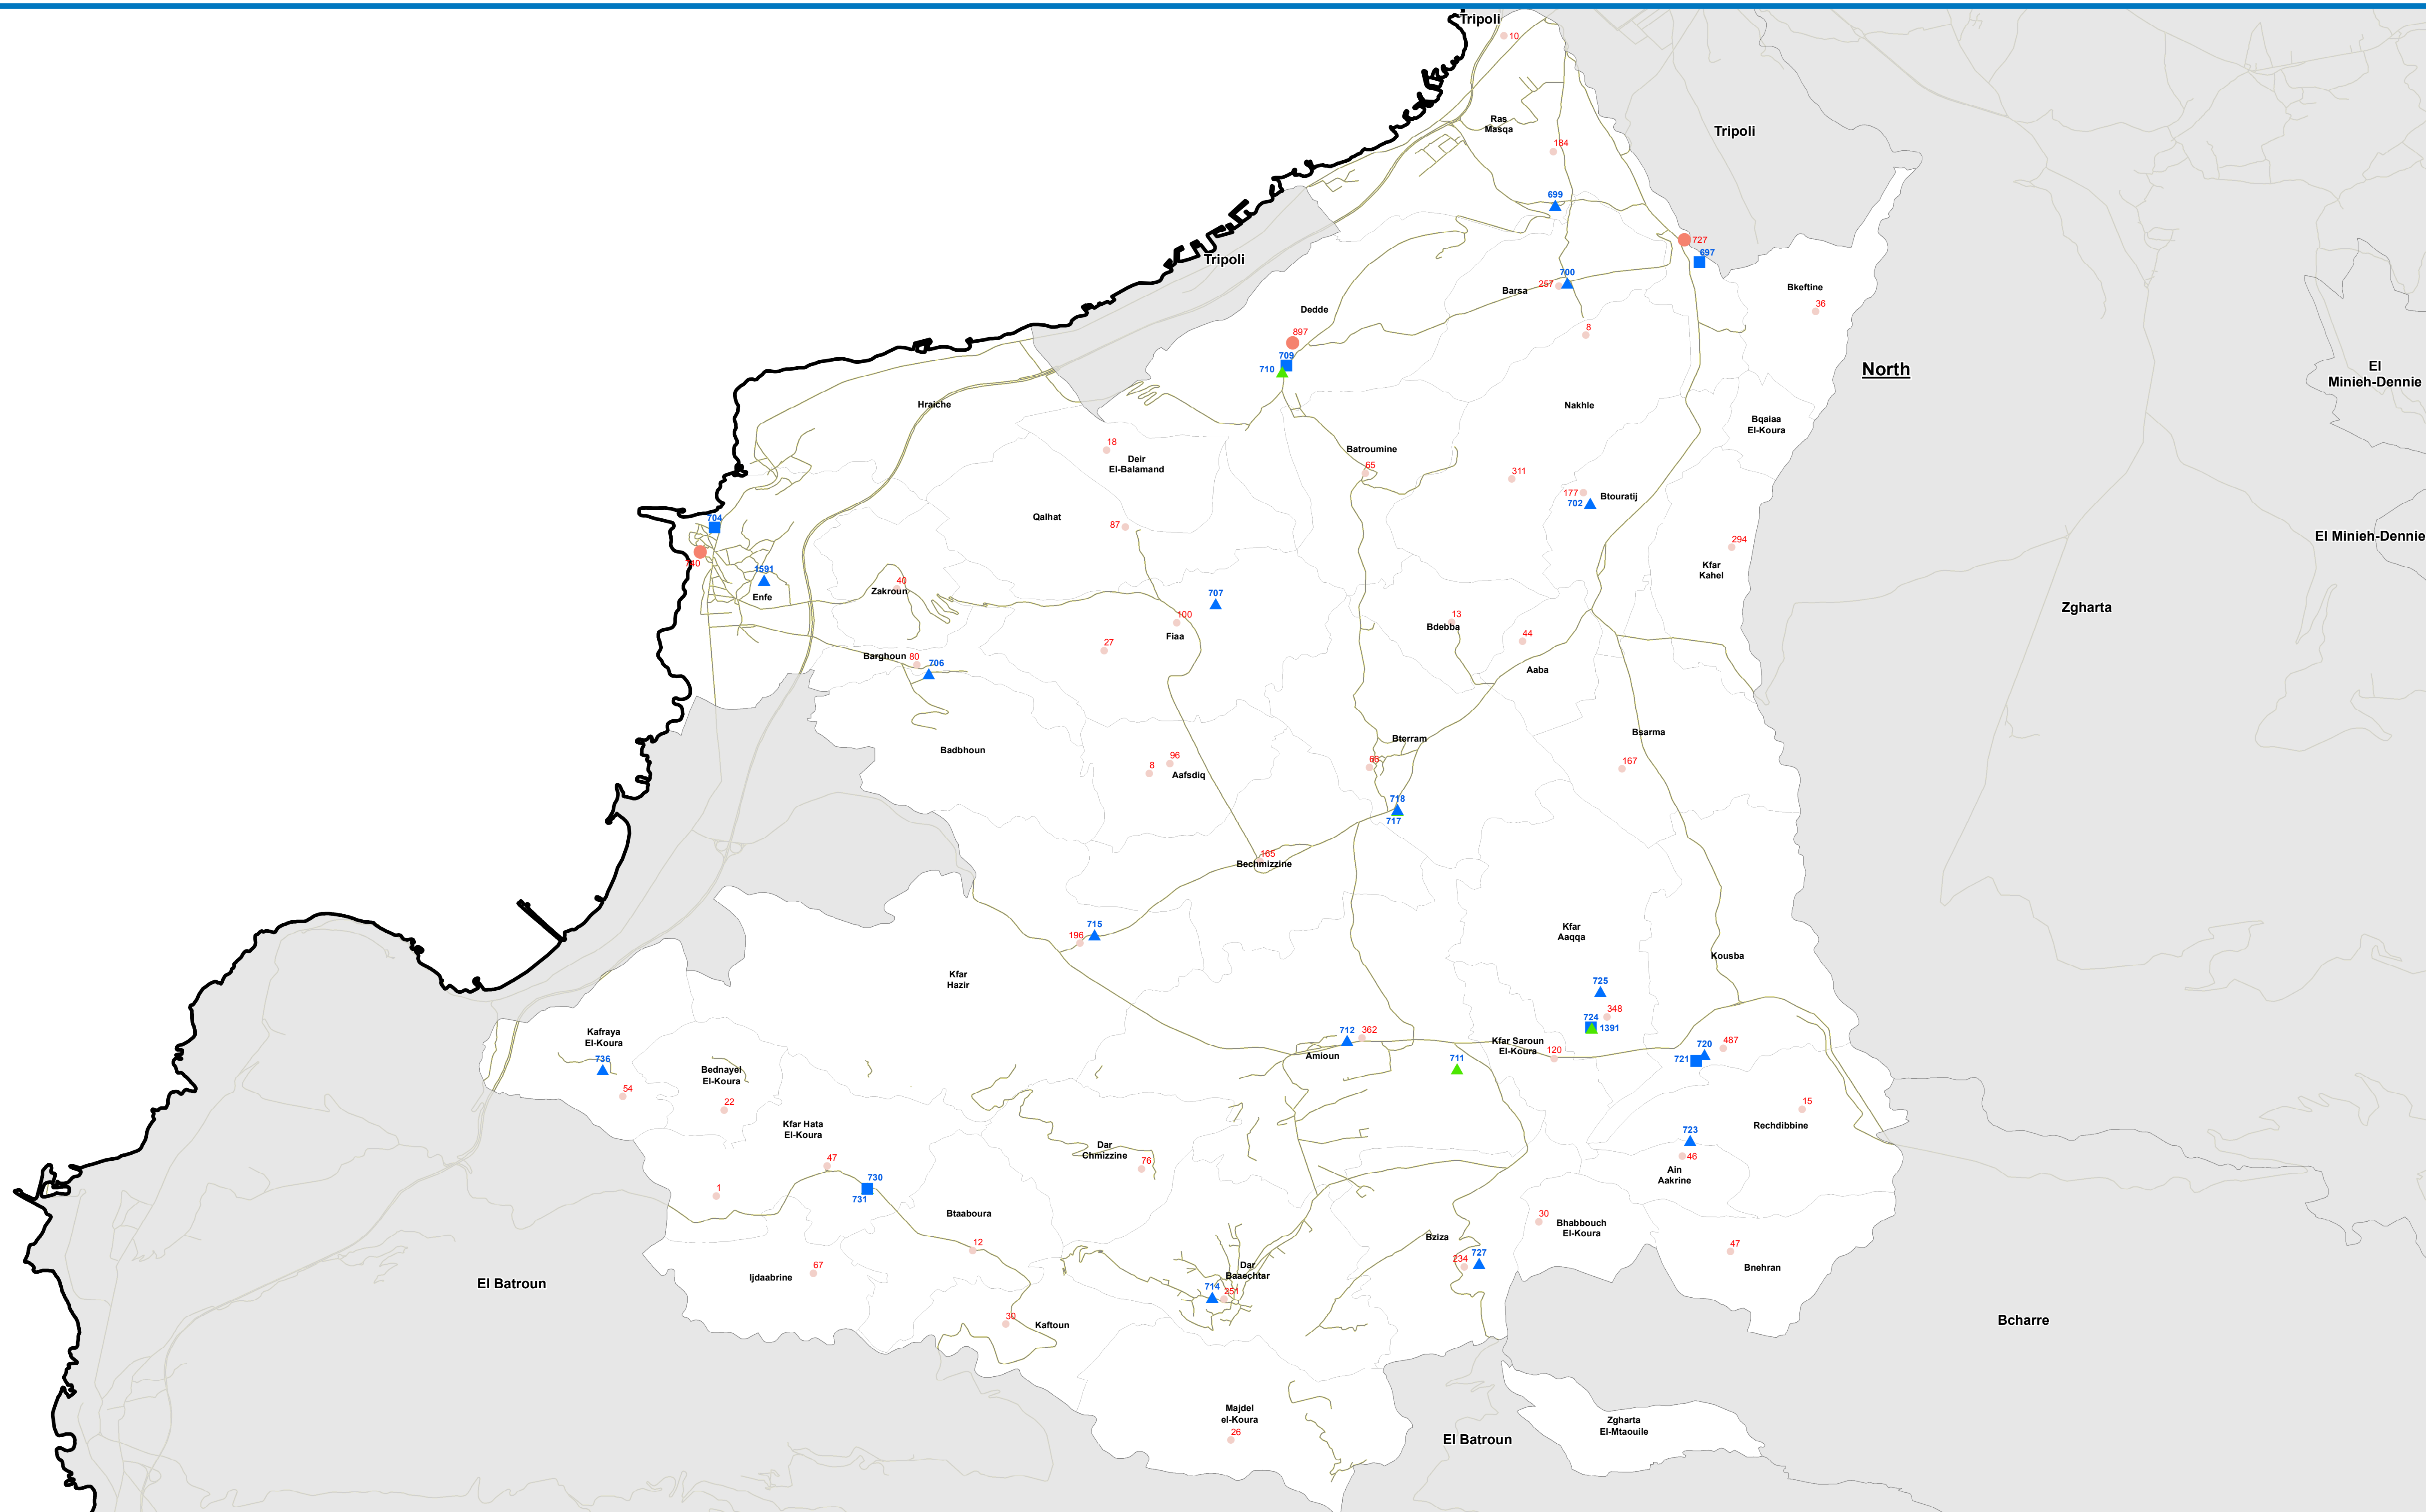 Tripoli
10
Ras
Masqa
184
Tripoli
699
727
697
Tripoli
700
257
Barsa
Bkeftine
36
Dedde
897
8
709
710
North
El
Minieh-Dennie
Hraiche
Nakhle
Bqaiaa
El-Koura
18
Deir
El-Balamand
Batroumine
65
311
177
702
Btouratij
Qalhat
87
704
740
1591
Enfe
294
Kfar
Kahel
El Minieh-Dennie
40
Zakroun
707
Zgharta
100
Fiaa
13
Bdebba
44
27
Barghoun
80
706
Aaba
Badbhoun
Bterram
Bsarma
96
8
Aafsdiq
66
167
718
717
165
Bechmizzine
196
715
Kfar
Aaqqa
Kousba
Kfar
Hazir
725
348
724
1391
Kafraya
El-Koura
736
54
712
362
Amioun
711
Kfar Saroun
El-Koura
120
720
721
487
Bednayel
El-Koura
22
15
Rechdibbine
Kfar Hata
El-Koura
47
723
46
Ain
Aakrine
Dar
Chmizzine
76
1
730
731
Btaaboura
12
30
Bhabbouch
El-Koura
Bziza
234
727
47
Bnehran
El Batroun
Ijdaabrine
67
Dar
Baaechtar
714
251
30
Kaftoun
Bcharre
Majdel
el-Koura
26
El Batroun
Zgharta
El-Mtaouile